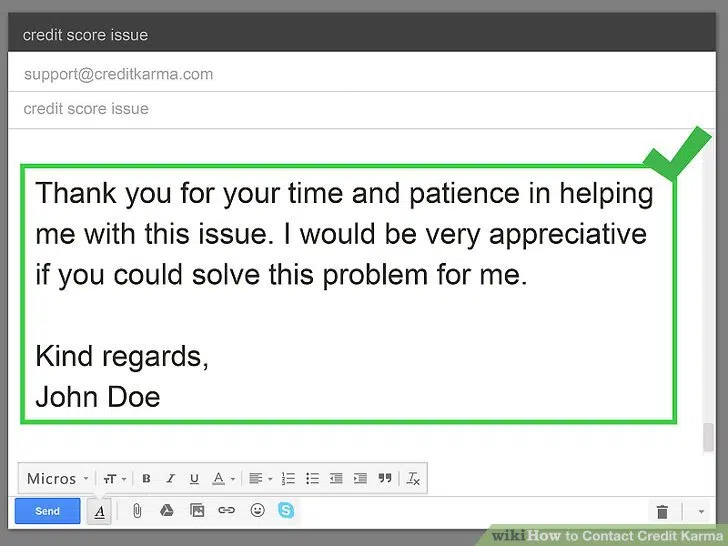 credit score issue
support@creditkarma.com
credit score issue
Thank you for your time and patience in helping
me with this issue. I would be very appreciative
if you could solve this problem for me.
Kind regards,
John Doe
Micros
Send
wikiHow to Contact Credit Karma